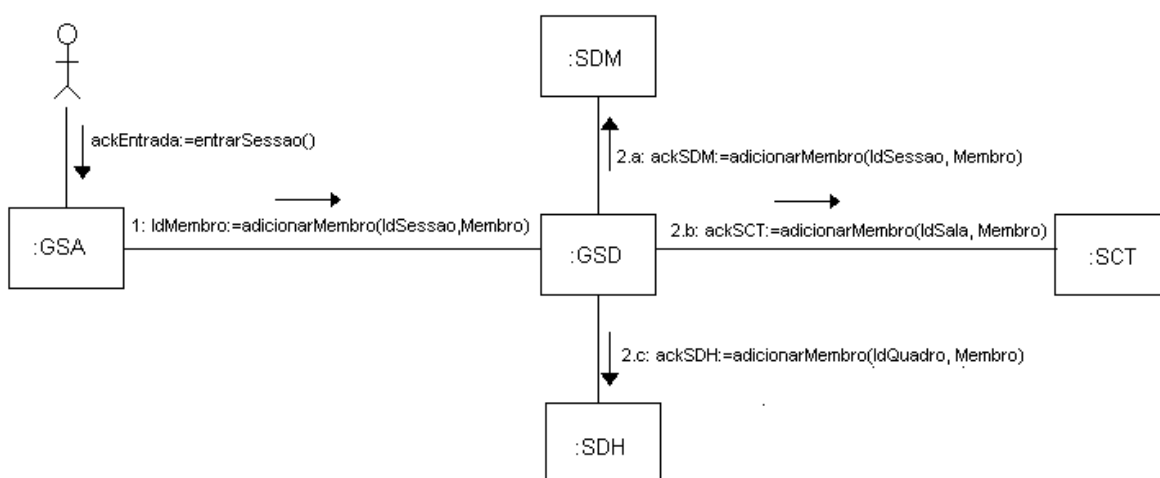 :SDM
ackEntrada:=entrarSessao()
2.a: ackSDM:=adicionarMembro(IdSessao, Membro)
1: IdMembro:=adicionarMembro(IdSessao,Membro)
2.b: ackSCT:=adicionarMembro(IdSala, Membro)
:GSA
:GSD
:SCT
2.c: ackSDH:=adicionarMembro(IdQuadro, Membro)
:SDH